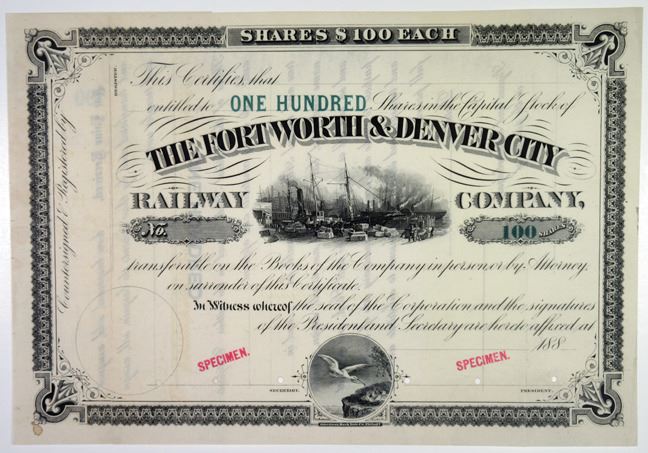 SHARES $100 EACH
This Certifies, that
entitled to ONE HUNDRED Shares in the Capital Stock of
THE FORT WORTH & DENVER CITY
RAILWAY COMPANY,
No. 100 SHARES
transferable on the Books of the Company in person or by Attorney
on surrender of this Certificate.
In Witness whereof the seal of the Corporation and the signatures
of the President and Secretary are hereto affixed at
188
SPECIMEN. SPECIMEN.
SECRETARY. PRESIDENT.
Countersigned & Registered by
REGISTRAR.